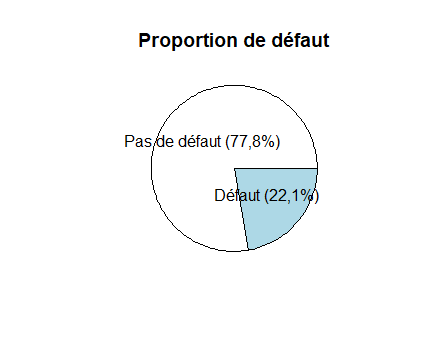 Proportion de défaut
Pas de défaut (77,8%)
Défaut (22,1%)